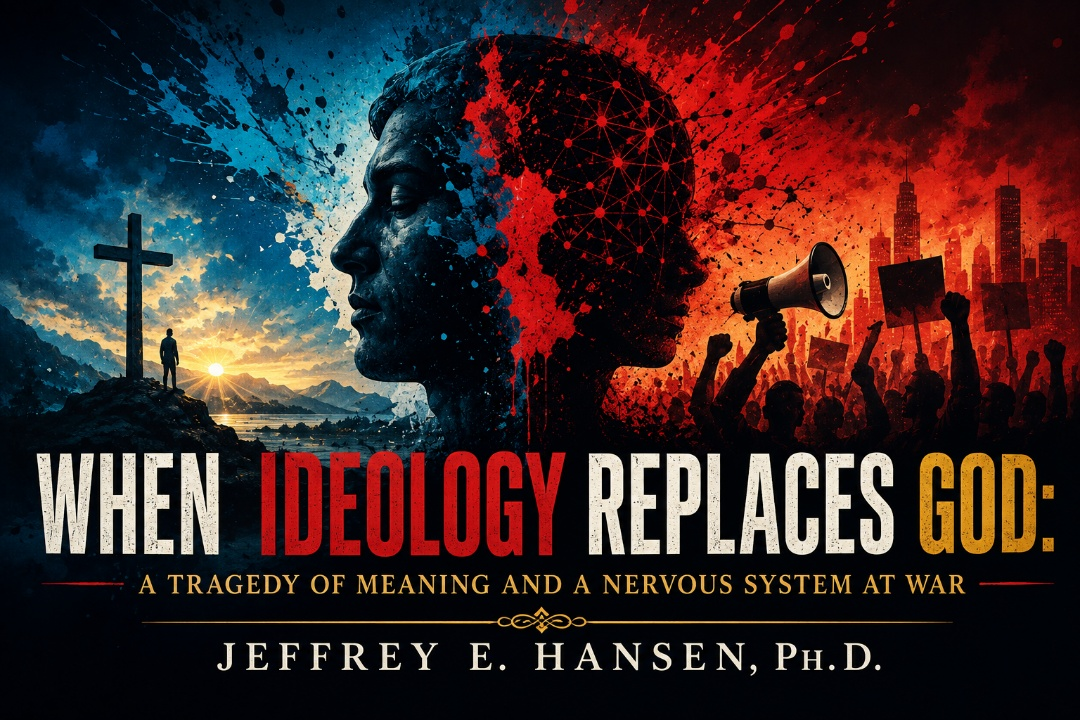 WHEN IDEOLOGY REPLACES GOD:
A TRAGEDY OF MEANING AND A NERVOUS SYSTEM AT WAR
JEFFREY E. HANSEN, PH.D.